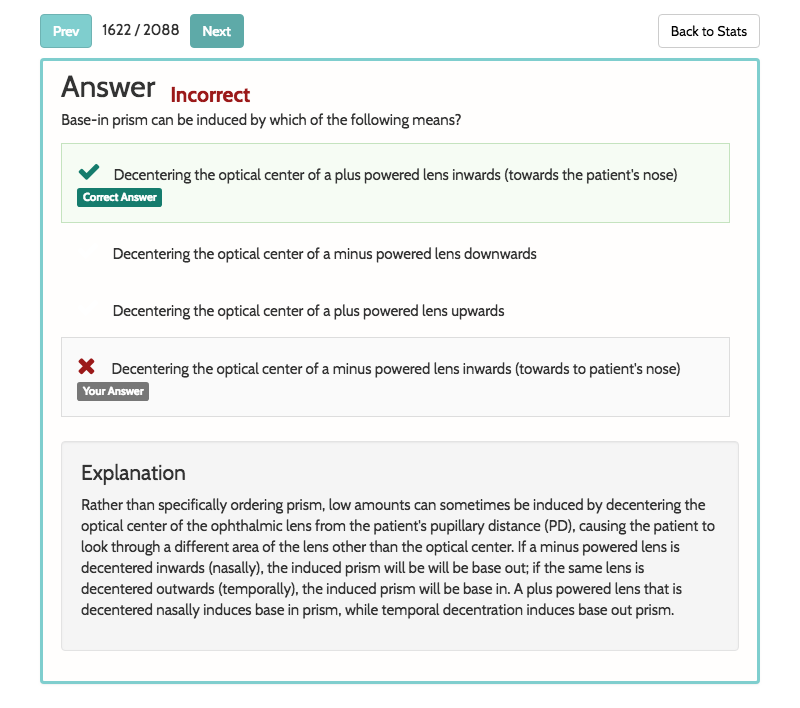 Prev 1622 / 2088 Next Back to Stats
Answer Incorrect
Base-in prism can be induced by which of the following means?
Decentering the optical center of a plus powered lens inwards (towards the patient's nose)
Correct Answer
Decentering the optical center of a minus powered lens downwards
Decentering the optical center of a plus powered lens upwards
Decentering the optical center of a minus powered lens inwards (towards to patient's nose)
Your Answer
Explanation
Rather than specifically ordering prism, low amounts can sometimes be induced by decentering the
optical center of the ophthalmic lens from the patient's pupillary distance (PD), causing the patient to
look through a different area of the lens other than the optical center. If a minus powered lens is
decentered inwards (nasally), the induced prism will be will be base out; if the same lens is
decentered outwards (temporally), the induced prism will be base in. A plus powered lens that is
decentered nasally induces base in prism, while temporal decentration induces base out prism.